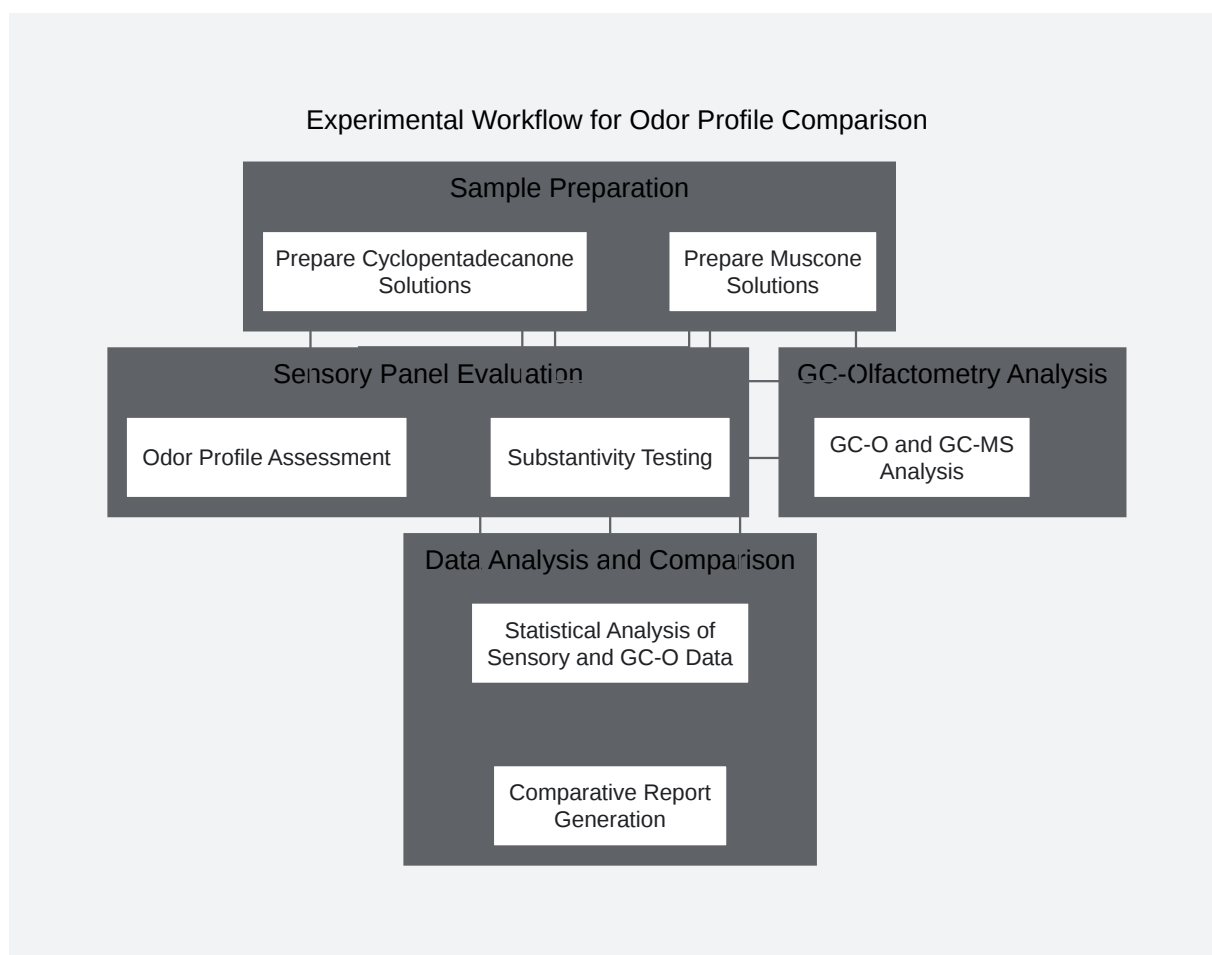 Experimental Workflow for Odor Profile Comparison
Sample Preparation
Prepare Cyclopentadecanone
Solutions
Prepare Muscone
Solutions
Sensory Panel Evaluation
GC-Olfactometry Analysis
Odor Profile Assessment
Substantivity Testing
GC-O and GC-MS
Analysis
Data Analysis and Comparison
Statistical Analysis of
Sensory and GC-O Data
Comparative Report
Generation